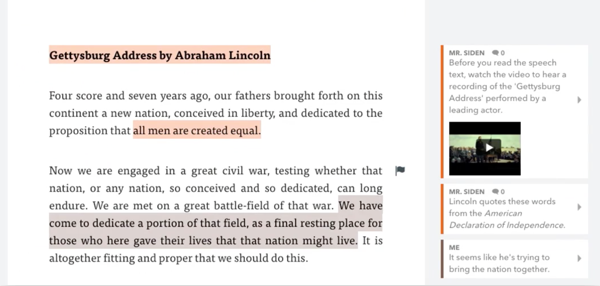 Gettysburg Address by Abraham Lincoln
Four score and seven years ago, our fathers brought forth on this
continent a new nation, conceived in liberty, and dedicated to the
proposition that all men are created equal.
Now we are engaged in a great civil war, testing whether that
nation, or any nation, so conceived and so dedicated, can long
endure. We are met on a great battle-field of that war. We have
come to dedicate a portion of that field, as a final resting place for
those who here gave their lives that that nation might live. It is
altogether fitting and proper that we should do this.
MR. SIDEN 0
Before you read the speech
text, watch the video to hear a
recording of the 'Gettysburg
Address' performed by a
leading actor.
MR. SIDEN 0
Lincoln quotes these words
from the American
Declaration of Independence.
ME
It seems like he's trying to
bring the nation together.